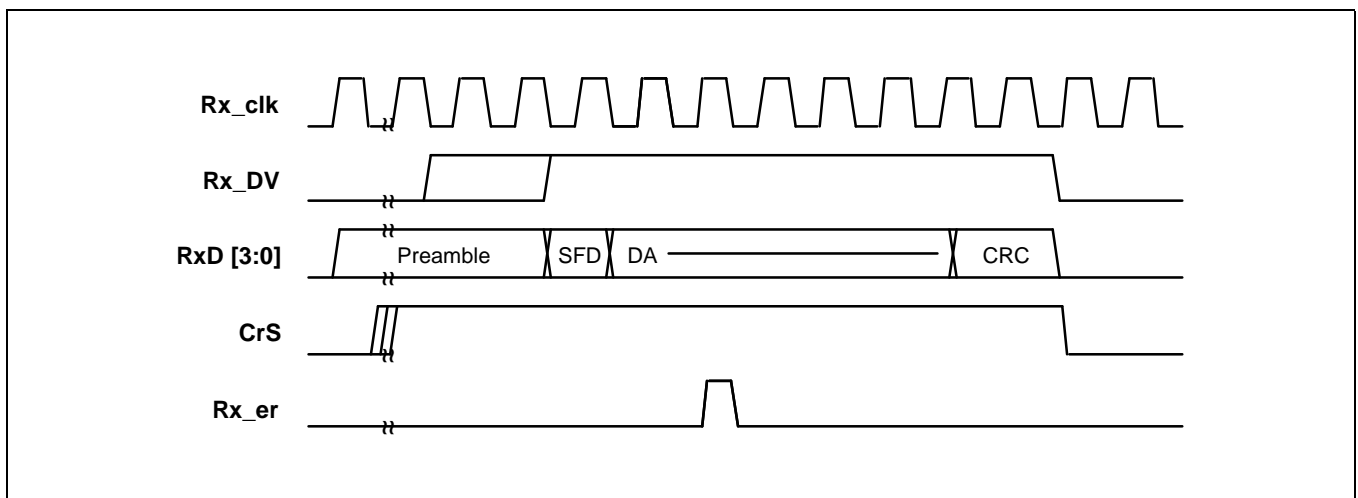 Rx_clk
Rx_DV
RxD [3:0] Preamble SFD DA CRC
CrS
Rx_er